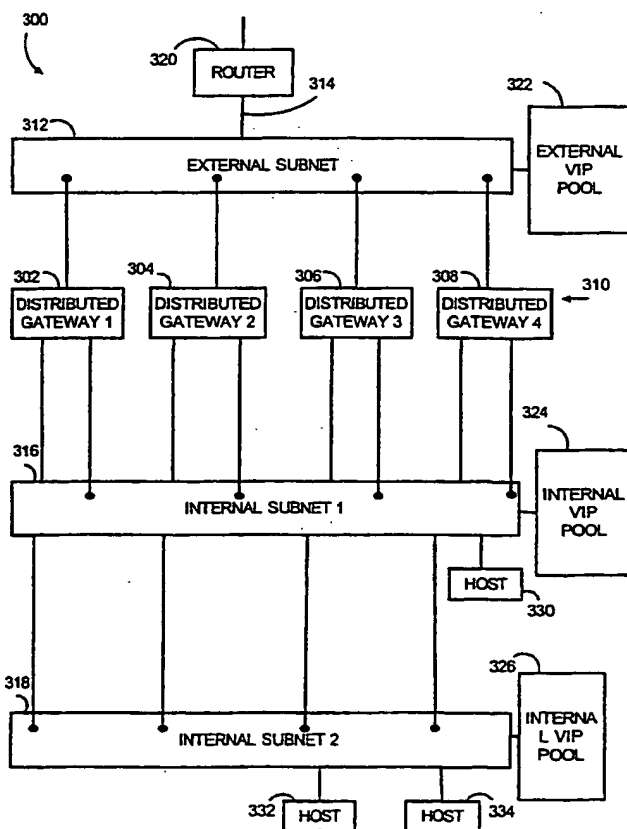 300
320
ROUTER
314
322
312
EXTERNAL SUBNET
EXTERNAL
VIP
POOL
302
304
306
308
310
DISTRIBUTED
GATEWAY 1
DISTRIBUTED
GATEWAY 2
DISTRIBUTED
GATEWAY 3
DISTRIBUTED
GATEWAY 4
324
316
INTERNAL SUBNET 1
INTERNAL
VIP
POOL
HOST
330
326
318
INTERNAL SUBNET 2
INTERNA
L VIP
POOL
332
HOST
HOST
334